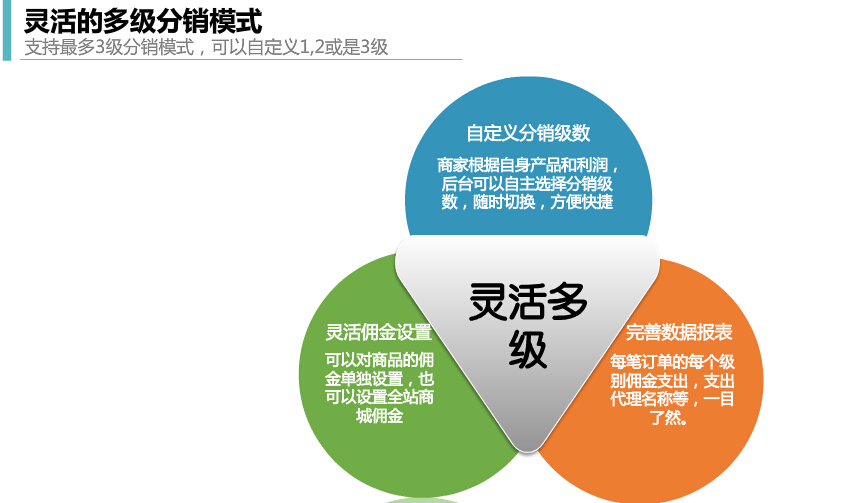 灵活的多级分销模式
支持最多3级分销模式，可以自定义1,2或是3级
自定义分销级数
商家根据自身产品和利润，
后台可以自主选择分销级
数，随时切换，方便快捷
灵活多
级
灵活佣金设置
可以对商品的佣
金单独设置，也
可以设置全站商
城佣金
完善数据报表
每笔订单的每个级
别佣金支出，支出
代理名称等，一目
了然。